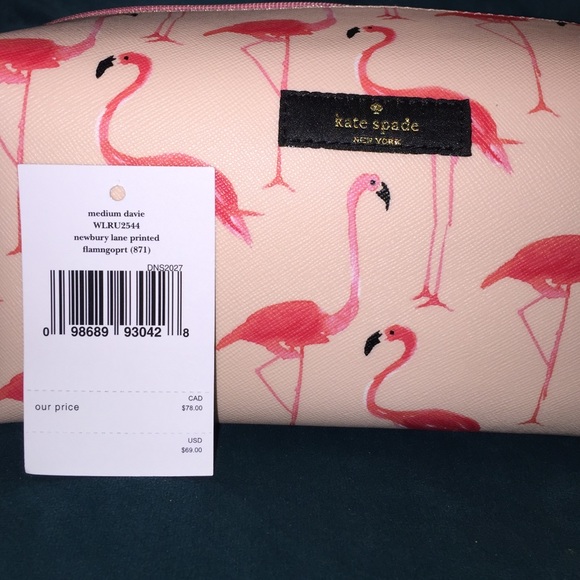 kate spade
NEW YORK
medium davie
WLRU2544
newbury lane printed
flamngoprt (871)
DNS2027
0 98689 93042 8
CAD
our price $78.00
USD
$69.00